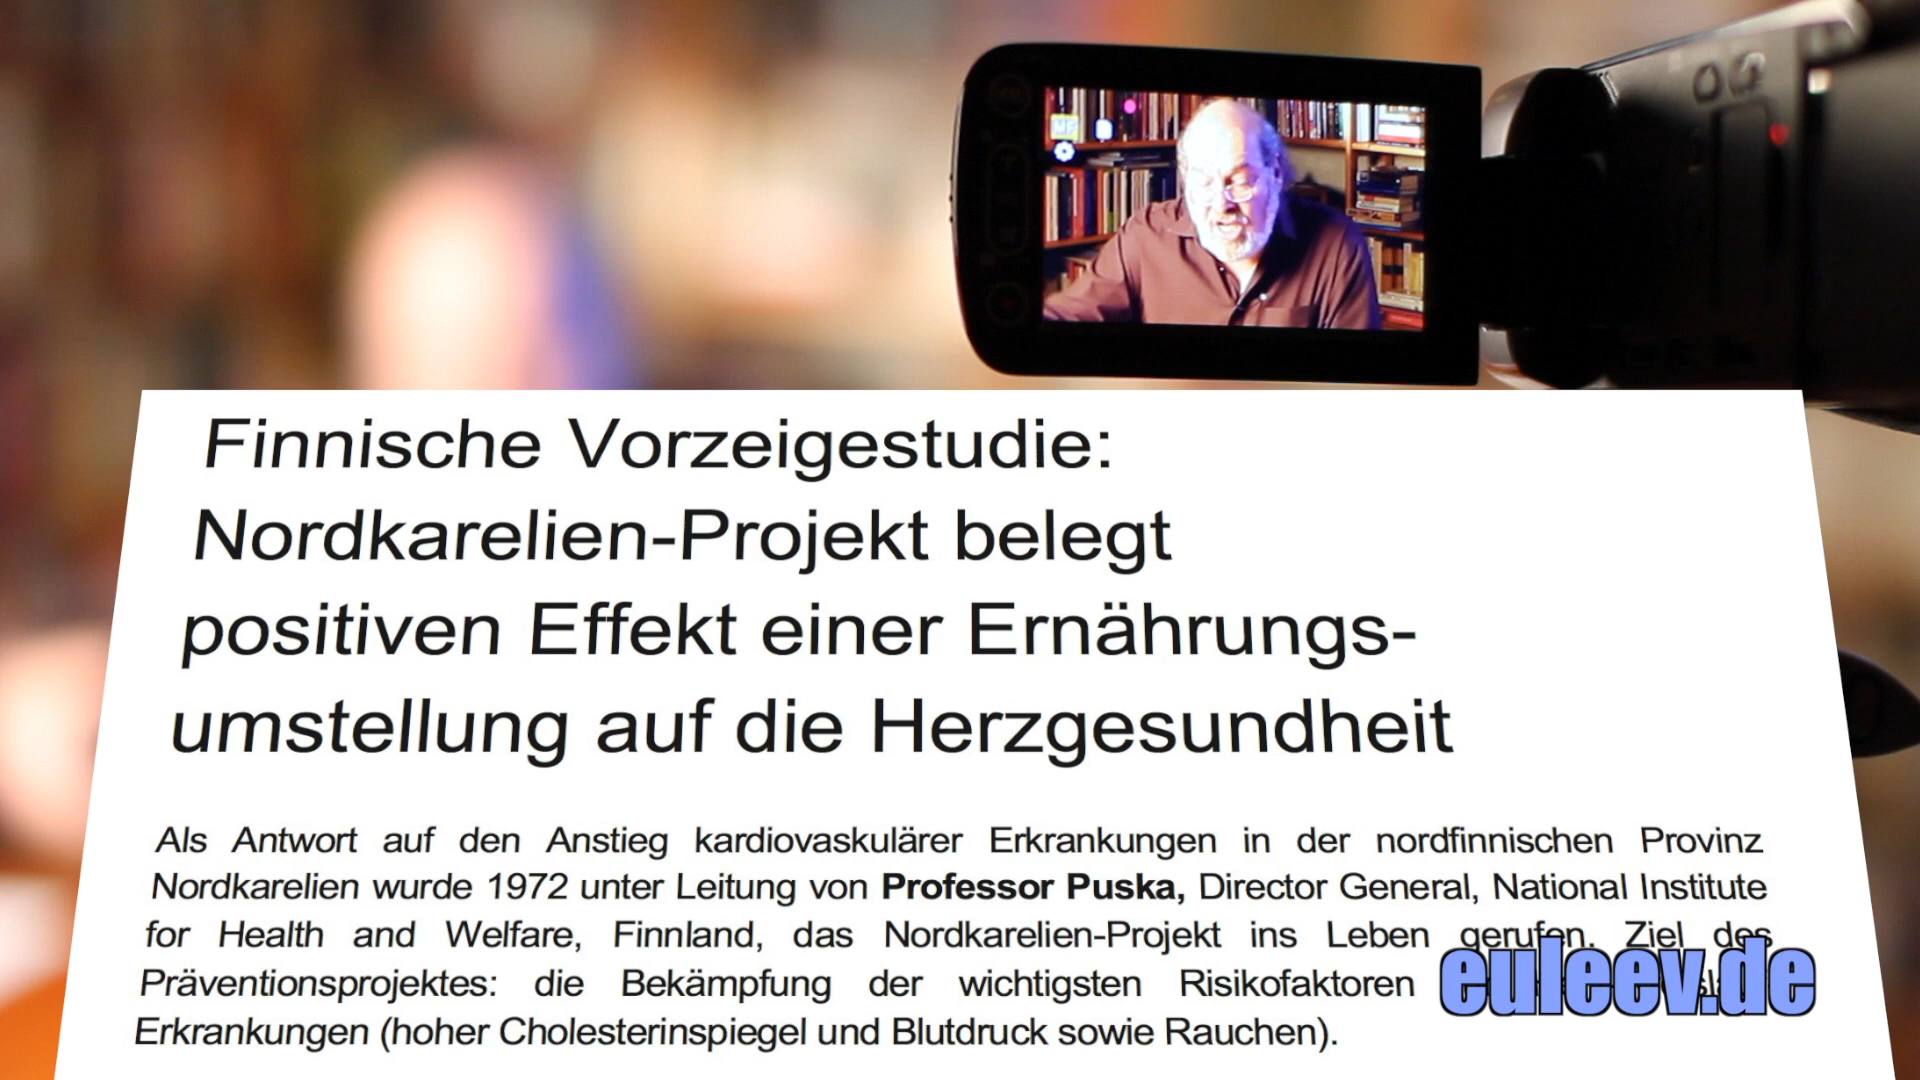 Finnische Vorzeigestudie:
Nordkarelien-Projekt belegt
positiven Effekt einer Ernährungs-
umstellung auf die Herzgesundheit
Als Antwort auf den Anstieg kardiovaskulärer Erkrankungen in der nordfinnischen Provinz
Nordkarelien wurde 1972 unter Leitung von Professor Puska, Director General, National Institute
for Health and Welfare, Finnland, das Nordkarelien-Projekt ins Leben gerufen. Ziel des
Präventionsprojektes: die Bekämpfung der wichtigsten Risikofaktoren
Erkrankungen (hoher Cholesterinspiegel und Blutdruck sowie Rauchen).
euleev.de